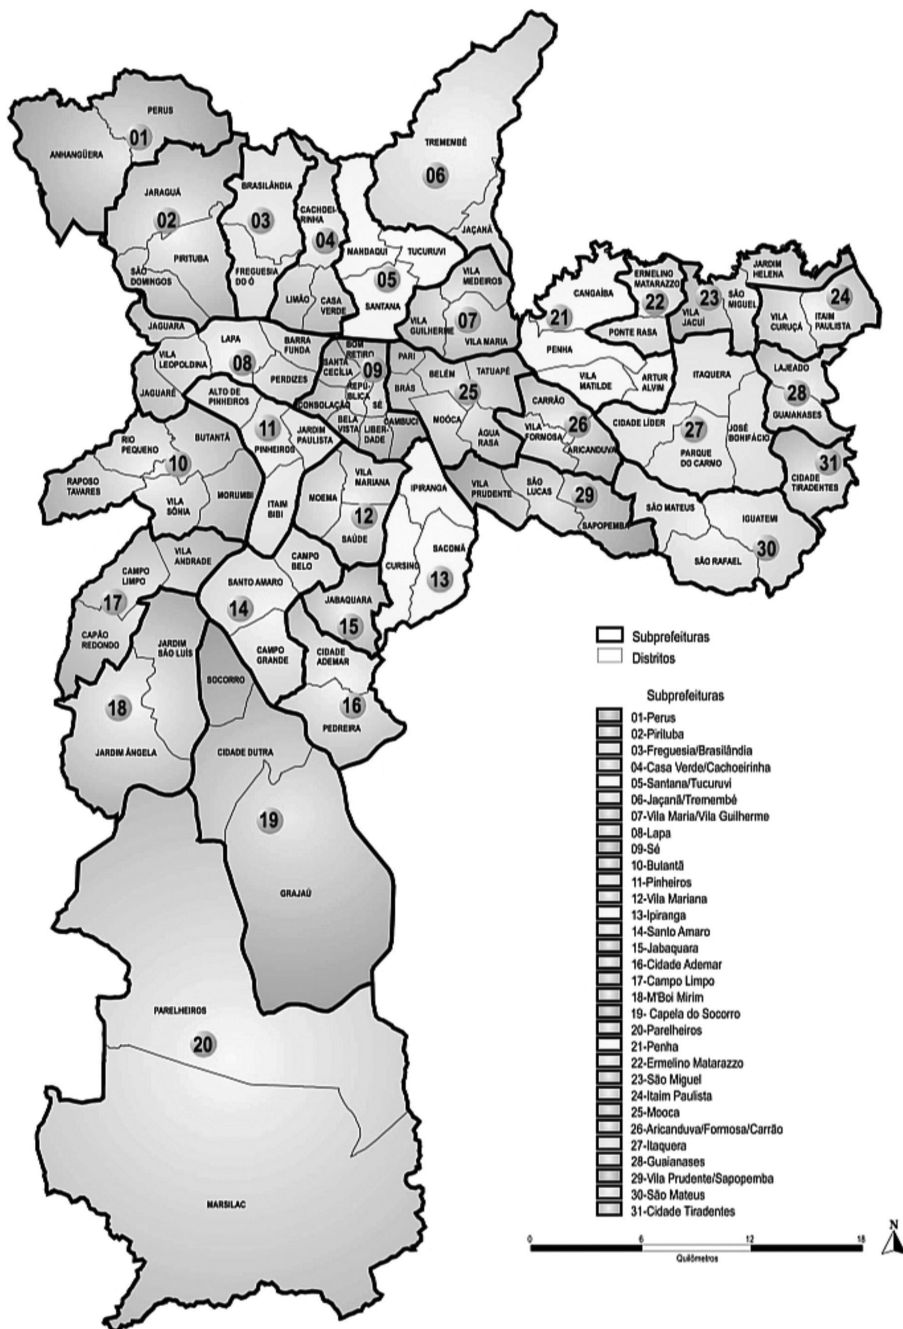 PERUS
01
ANHANGÜERA
TREMEMBÉ
06
JARAGUÁ
02
BRASILÂNDIA
03
CACHOEI-
RINHA
04
JAÇANÃ
MANDAQUI
TUCURUVI
05
SANTANA
PIRITUBA
SÃO
DOMINGOS
FREGUESIA
DO Ó
LIMÃO
CASA
VERDE
VILA
MEDEIROS
VILA
GUILHERME
07
VILA MARIA
CANGAÍBA
21
ERMELINO
MATARAZZO
22
PONTE RASA
23
VILA
JACUÍ
SÃO
MIGUEL
JARDIM
HELENA
24
VILA
CURUÇÁ
ITAIM
PAULISTA
JAGUARA
VILA
LEOPOLDINA
LAPA
08
BARRA
FUNDA
PERDIZES
BOM
RETIRO
SANTA
CECÍLIA
09
REPÚ-
BLICA
SÉ
CONSOLAÇÃO
BELA
VISTA
LIBER-
DADE
CAMBUCI
PARI
BRÁS
BELÉM
TATUAPÉ
25
MOÓCA
ÁGUA
RASA
PENHA
VILA
MATILDE
ARTUR
ALVIM
ITAQUERA
LAJEADO
28
GUAIANASES
JAGUARÉ
ALTO DE
PINHEIROS
11
PINHEIROS
JARDIM
PAULISTA
CARRÃO
VILA
FORMOSA
26
ARICANDUVA
CIDADE LÍDER
27
PARQUE
DO CARMO
JOSÉ
BONIFÁCIO
31
CIDADE
TIRADENTES
RIO
PEQUENO
BUTANTÃ
10
RAPOSO
TAVARES
VILA
SÔNIA
MORUMBI
ITAIM
BIBI
MOEMA
VILA
MARIANA
12
SAÚDE
IPIRANGA
VILA
PRUDENTE
SÃO
LUCAS
29
SAPOPEMBA
SÃO MATEUS
IGUATEMI
SÃO RAFAEL
30
CURSINO
SACOMÃ
13
VILA
ANDRADE
CAMPO
LIMPO
17
CAPÃO
REDONDO
SANTO AMARO
14
CAMPO
BELO
JABAQUARA
15
JARDIM
SÃO LUÍS
CAMPO
GRANDE
CIDADE
ADEMAR
SOCORRO
18
JARDIM ÂNGELA
16
PEDREIRA
CIDADE DUTRA
19
GRAJAÚ
PARELHEIROS
20
MARSILAC
Subprefeituras
Distritos
Subprefeituras
01-Perus
02-Pirituba
03-Freguesia/Brasilândia
04-Casa Verde/Cachoeirinha
05-Santana/Tucuruvi
06-Jaçanã/Tremembé
07-Vila Maria/Vila Guilherme
08-Lapa
09-Sé
10-Butantã
11-Pinheiros
12-Vila Mariana
13-Ipiranga
14-Santo Amaro
15-Jabaquara
16-Cidade Ademar
17-Campo Limpo
18-M'Boi Mirim
19- Capela do Socorro
20-Parelheiros
21-Penha
22-Ermelino Matarazzo
23-São Miguel
24-Itaim Paulista
25-Mooca
26-Aricanduva/Formosa/Carrão
27-Itaquera
28-Guaianases
29-Vila Prudente/Sapopemba
30-São Mateus
31-Cidade Tiradentes
0 6 12 18
Quilômetros
N